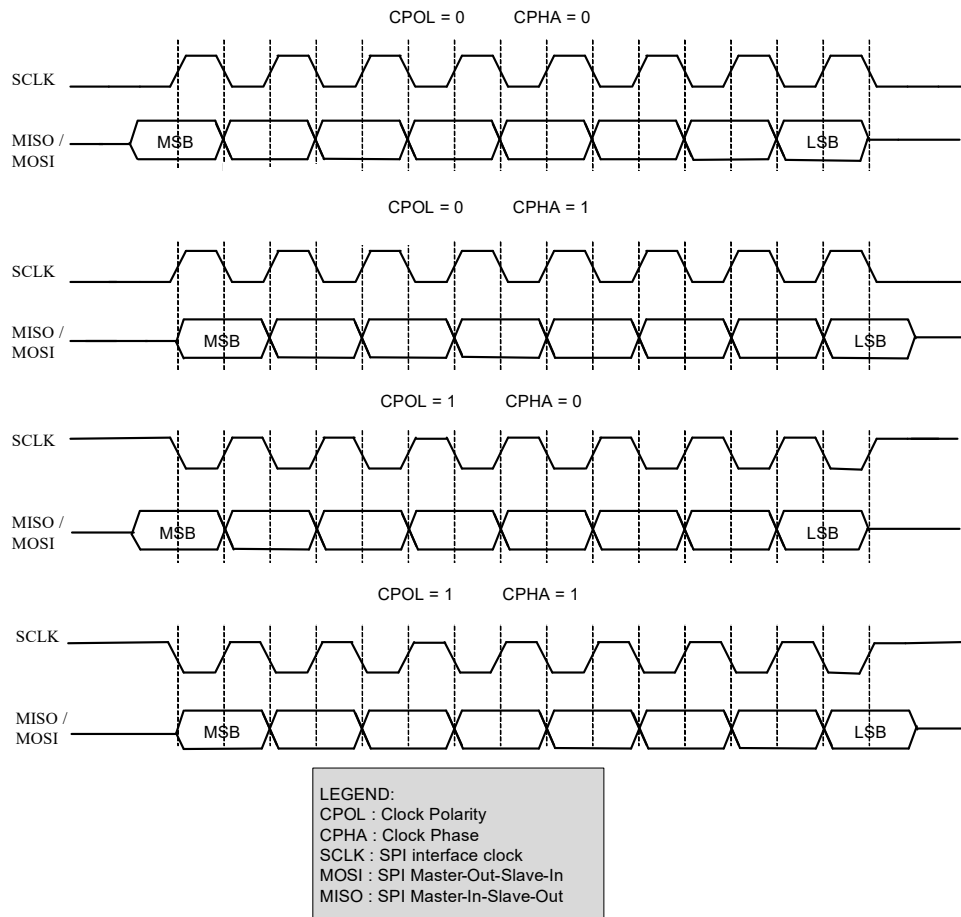 CPOL = 0 CPHA = 0
SCLK
MISO /
MOSI
MSB LSB
CPOL = 0 CPHA = 1
SCLK
MISO /
MOSI
MSB LSB
CPOL = 1 CPHA = 0
SCLK
MISO /
MOSI
MSB LSB
CPOL = 1 CPHA = 1
SCLK
MISO /
MOSI
MSB LSB
LEGEND:
CPOL : Clock Polarity
CPHA : Clock Phase
SCLK : SPI interface clock
MOSI : SPI Master-Out-Slave-In
MISO : SPI Master-In-Slave-Out